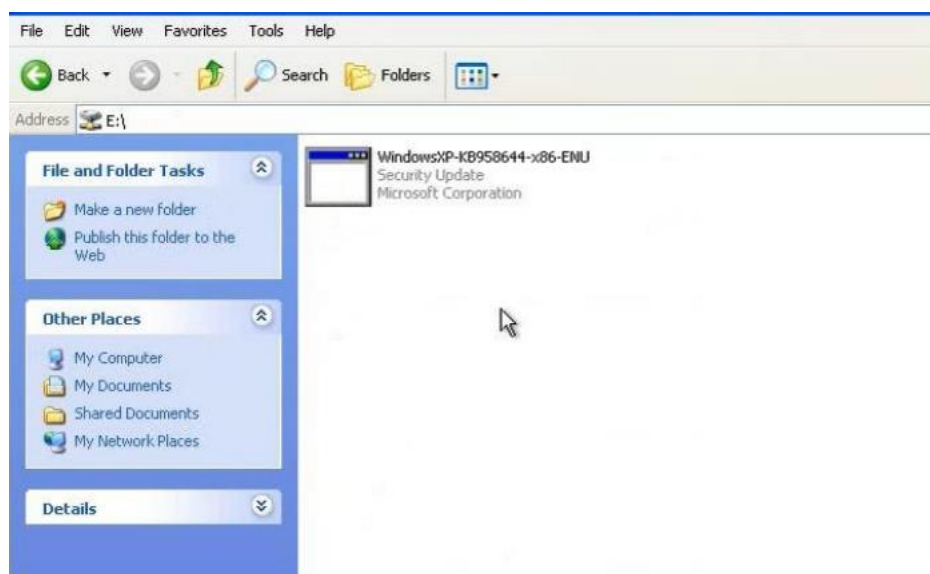 File Edit View Favorites Tools Help
Back Search Folders
Address E:\
File and Folder Tasks
Make a new folder
Publish this folder to the
Web
Other Places
My Computer
My Documents
Shared Documents
My Network Places
Details
WindowsXP-KB958644-x86-ENU
Security Update
Microsoft Corporation